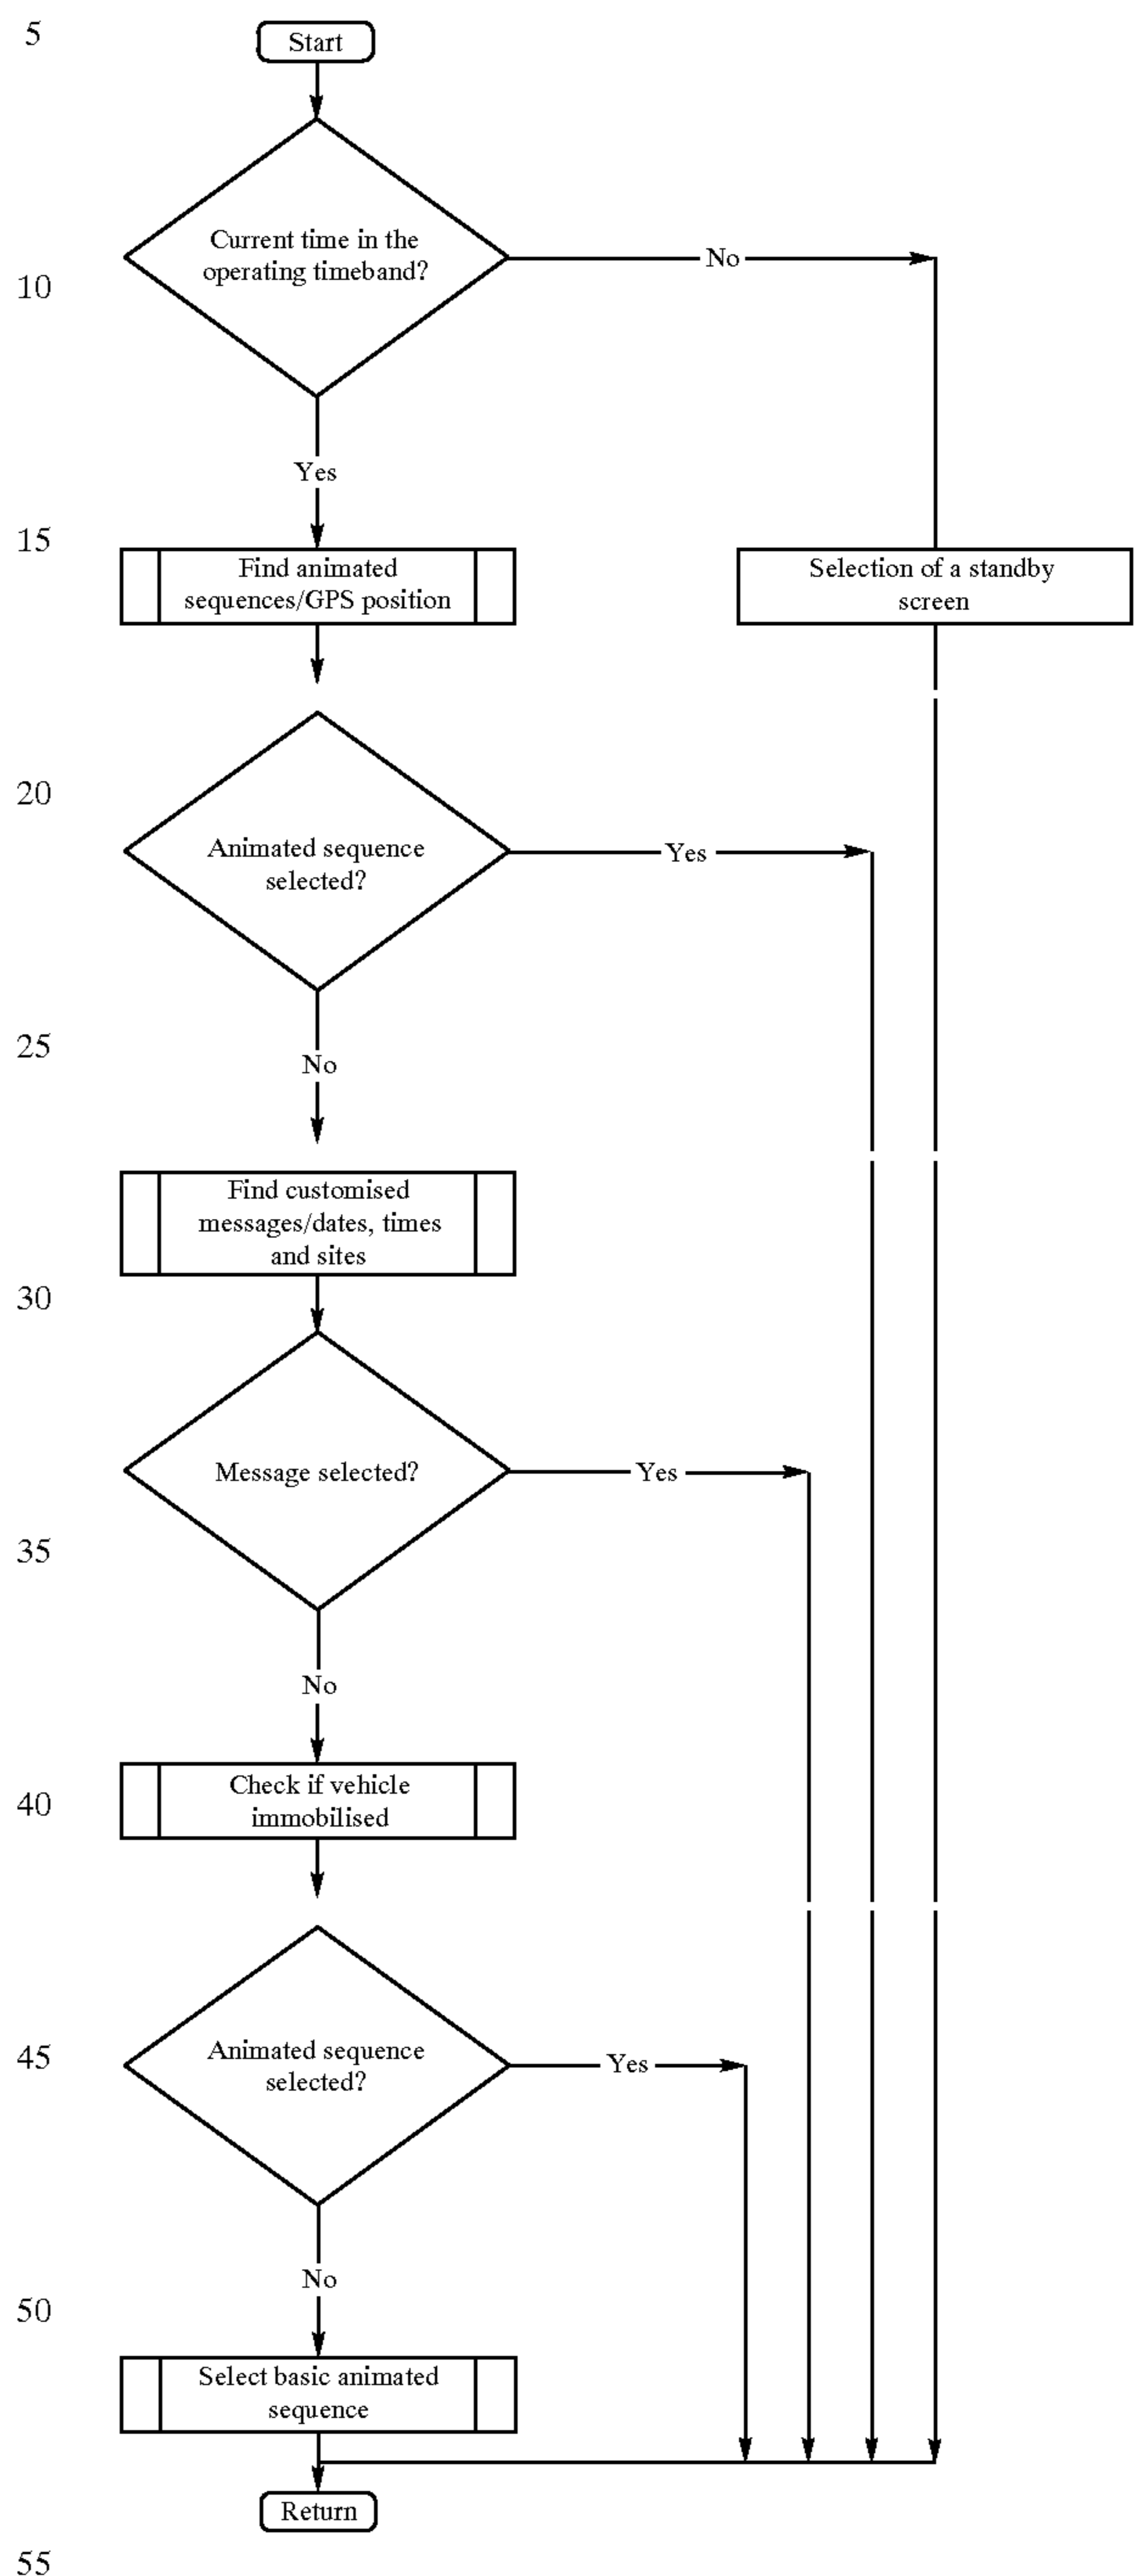 5
Start
Current time in the
operating timeband?
No
10
Yes
15
Find animated
sequences/GPS position
Selection of a standby
screen
20
Animated sequence
selected?
Yes
25
No
Find customised
messages/dates, times
and sites
30
Message selected?
Yes
35
No
40
Check if vehicle
immobilised
45
Animated sequence
selected?
Yes
No
50
Select basic animated
sequence
Return
55